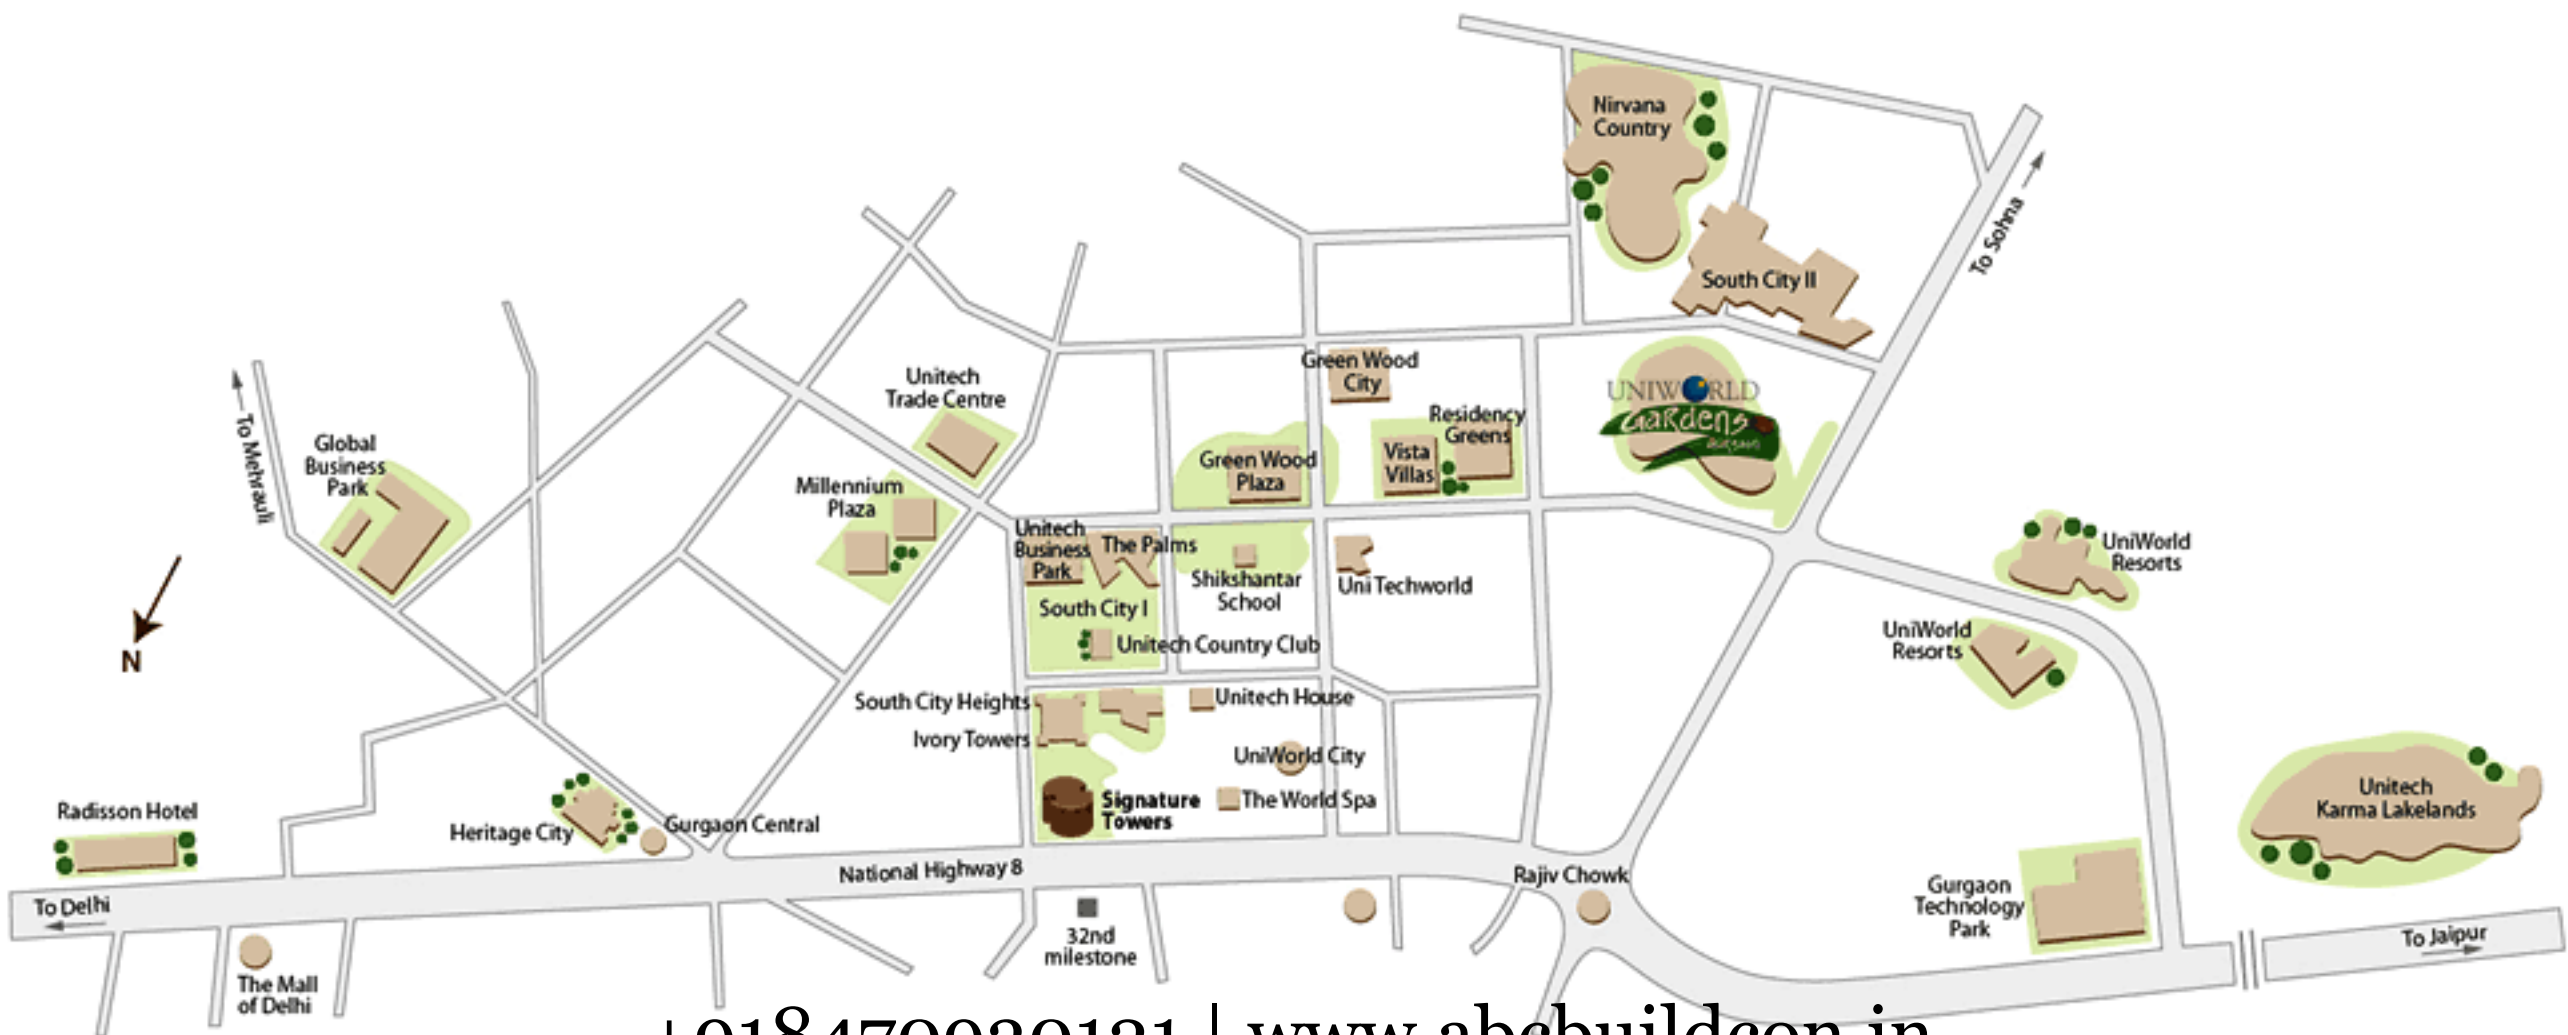 Nirvana
Country
To Sohna
South City II
Green Wood
City
Unitech
Trade Centre
UNIWORLD
Gardens
Residency
Greens
To Mehrauli
Global
Business
Park
Vista
Villas
Green Wood
Plaza
Millennium
Plaza
Unitech
Business
Park
The Palms
UniWorld
Resorts
Shikshantar
School
Uni Techworld
South City I
UniWorld
Resorts
Unitech Country Club
N
South City Heights
Unitech House
Ivory Towers
UniWorld City
Unitech
Karma Lakelands
Signature
Towers
The World Spa
Radisson Hotel
Heritage City
Gurgaon Central
National Highway 8
Rajiv Chowk
Gurgaon
Technology
Park
To Delhi
32nd
milestone
To Jaipur
The Mall
of Delhi
| www.abcbuildcon.in